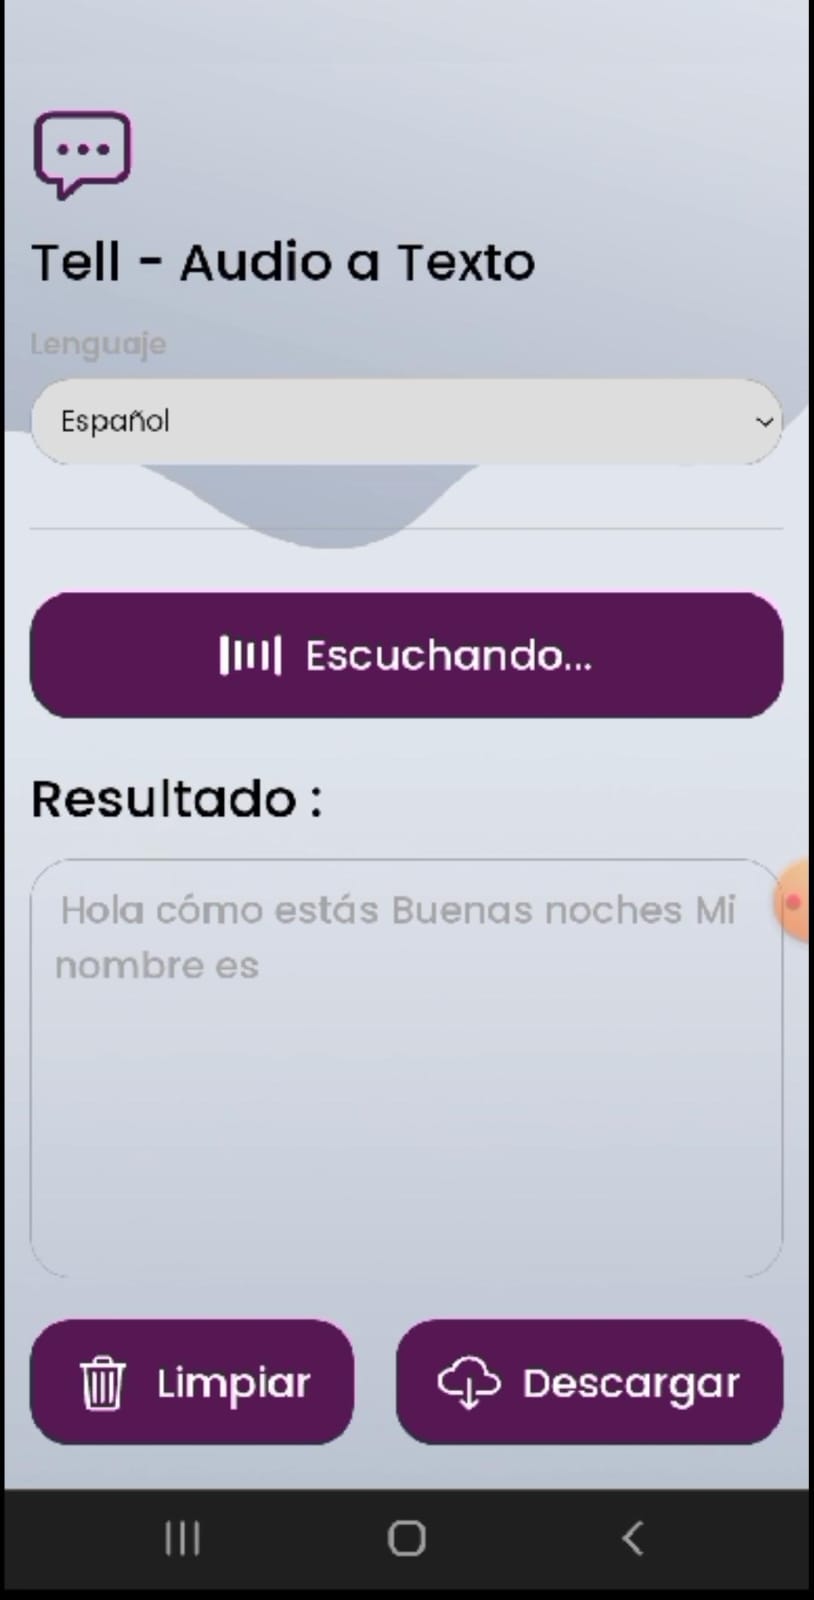 Tell - Audio a Texto
Lenguaje
Español
Escuchando...
Resultado :
Hola cómo estás Buenas noches Mi
nombre es
Limpiar
Descargar